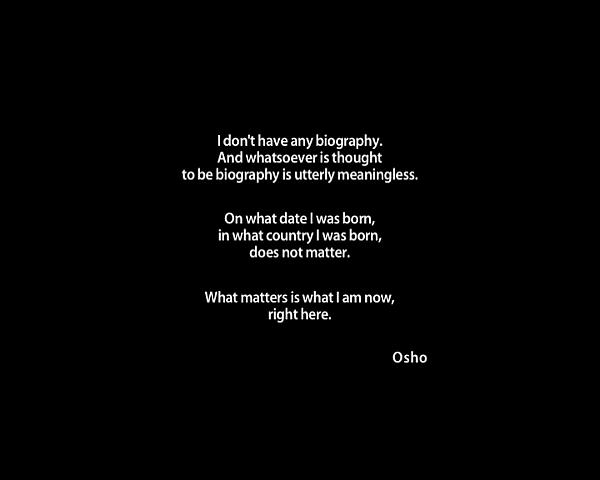 I don't have any biography.
And whatsoever is thought
to be biography is utterly meaningless.
On what date I was born,
in what country I was born,
does not matter.
What matters is what I am now,
right here.
Osho